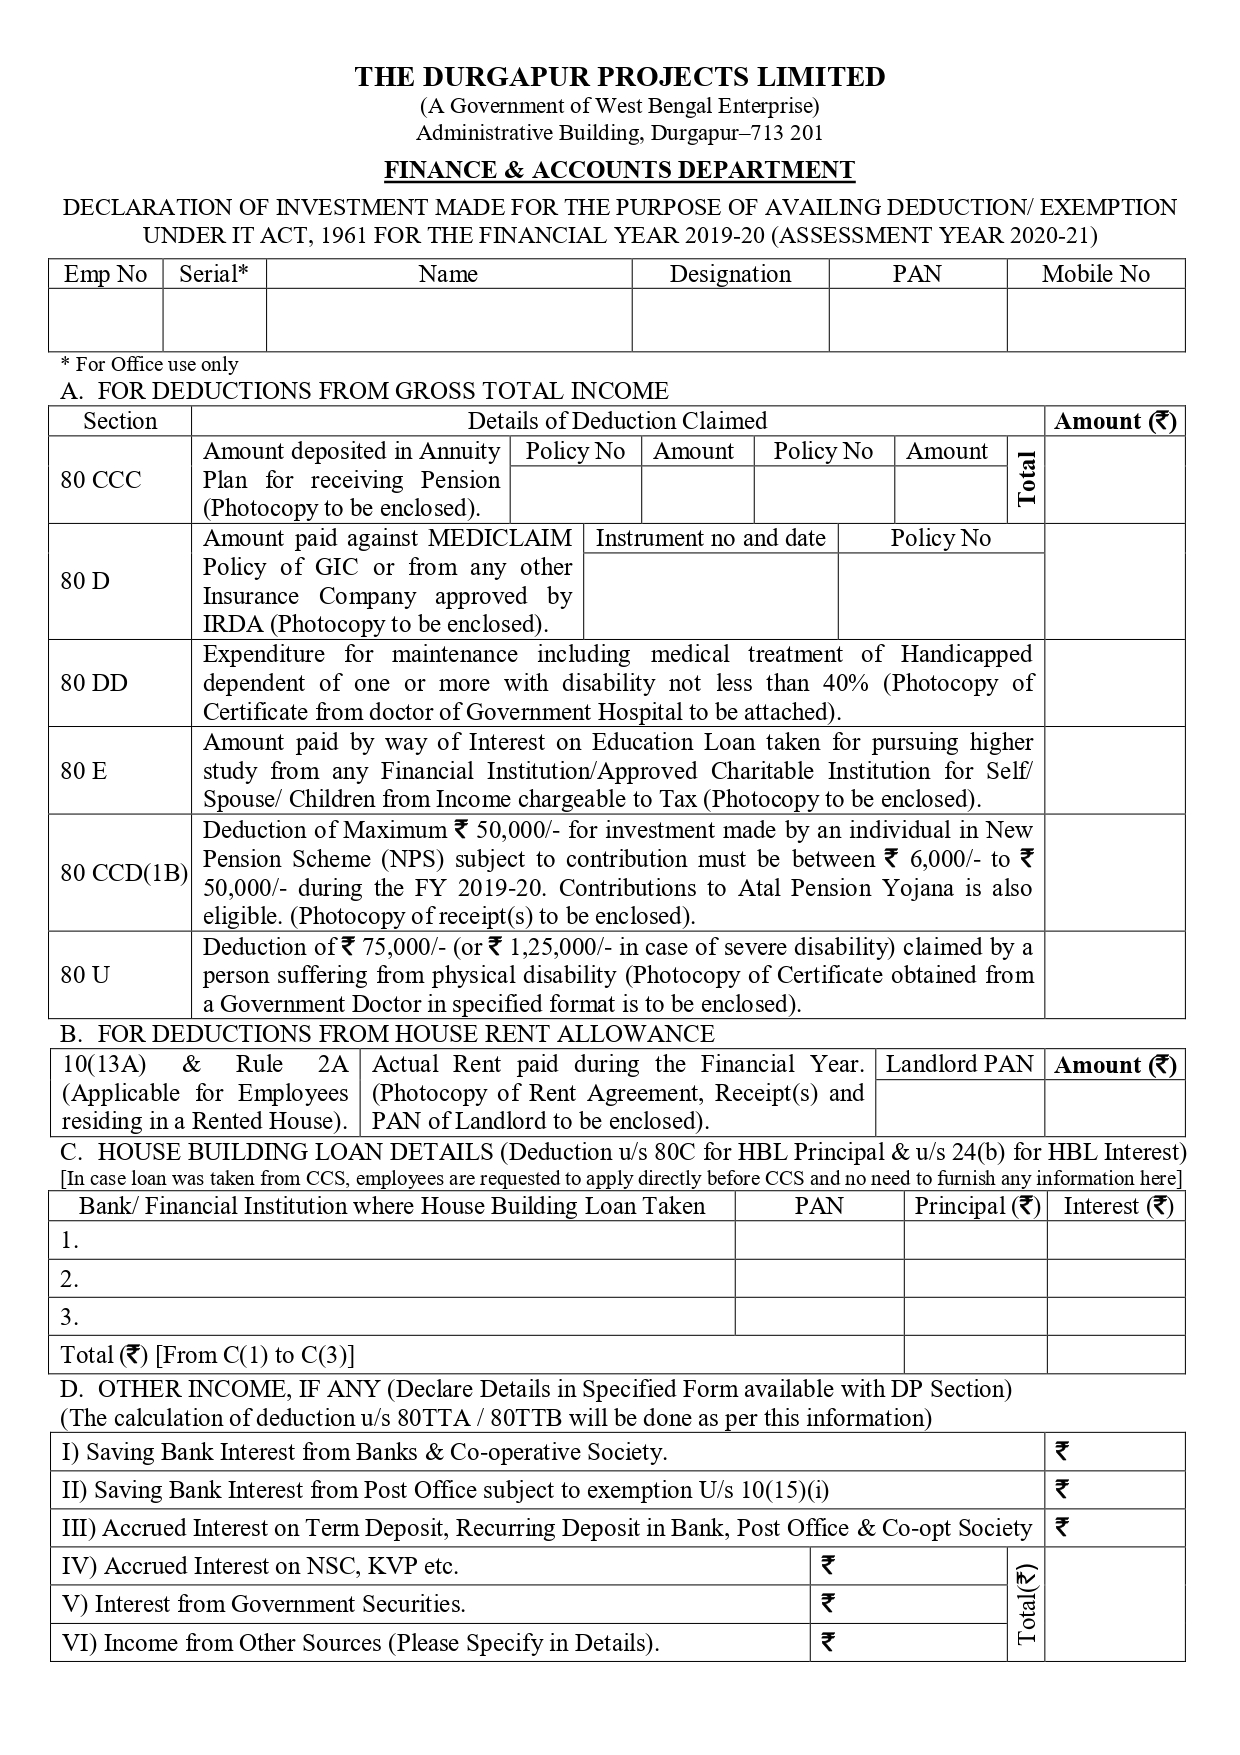 THE DURGAPUR PROJECTS LIMITED
(A Government of West Bengal Enterprise)
Administrative Building, Durgapur–713 201
FINANCE & ACCOUNTS DEPARTMENT
DECLARATION OF INVESTMENT MADE FOR THE PURPOSE OF AVAILING DEDUCTION/ EXEMPTION
UNDER IT ACT, 1961 FOR THE FINANCIAL YEAR 2019-20 (ASSESSMENT YEAR 2020-21)
Emp No Serial* Name Designation PAN Mobile No
* For Office use only
A. FOR DEDUCTIONS FROM GROSS TOTAL INCOME
Section Details of Deduction Claimed Amount (₹)
80 CCC
Amount deposited in Annuity
Plan for receiving Pension
(Photocopy to be enclosed).
Policy No Amount Policy No Amount
Total
80 D
Amount paid against MEDICLAIM
Policy of GIC or from any other
Insurance Company approved by
IRDA (Photocopy to be enclosed).
Instrument no and date Policy No
80 DD
Expenditure for maintenance including medical treatment of Handicapped
dependent of one or more with disability not less than 40% (Photocopy of
Certificate from doctor of Government Hospital to be attached).
80 E
Amount paid by way of Interest on Education Loan taken for pursuing higher
study from any Financial Institution/Approved Charitable Institution for Self/
Spouse/ Children from Income chargeable to Tax (Photocopy to be enclosed).
80 CCD(1B)
Deduction of Maximum ₹ 50,000/- for investment made by an individual in New
Pension Scheme (NPS) subject to contribution must be between ₹ 6,000/- to ₹
50,000/- during the FY 2019-20. Contributions to Atal Pension Yojana is also
eligible. (Photocopy of receipt(s) to be enclosed).
80 U
Deduction of ₹ 75,000/- (or ₹ 1,25,000/- in case of severe disability) claimed by a
person suffering from physical disability (Photocopy of Certificate obtained from
a Government Doctor in specified format is to be enclosed).
B. FOR DEDUCTIONS FROM HOUSE RENT ALLOWANCE
10(13A) & Rule 2A
(Applicable for Employees
residing in a Rented House).
Actual Rent paid during the Financial Year.
(Photocopy of Rent Agreement, Receipt(s) and
PAN of Landlord to be enclosed).
Landlord PAN Amount (₹)
C. HOUSE BUILDING LOAN DETAILS (Deduction u/s 80C for HBL Principal & u/s 24(b) for HBL Interest)
[In case loan was taken from CCS, employees are requested to apply directly before CCS and no need to furnish any information here]
Bank/ Financial Institution where House Building Loan Taken PAN Principal (₹) Interest (₹)
1.
2.
3.
Total (₹) [From C(1) to C(3)]
D. OTHER INCOME, IF ANY (Declare Details in Specified Form available with DP Section)
(The calculation of deduction u/s 80TTA / 80TTB will be done as per this information)
I) Saving Bank Interest from Banks & Co-operative Society. ₹
II) Saving Bank Interest from Post Office subject to exemption U/s 10(15)(i) ₹
III) Accrued Interest on Term Deposit, Recurring Deposit in Bank, Post Office & Co-opt Society ₹
IV) Accrued Interest on NSC, KVP etc. ₹
V) Interest from Government Securities. ₹
VI) Income from Other Sources (Please Specify in Details). ₹
Total(₹)